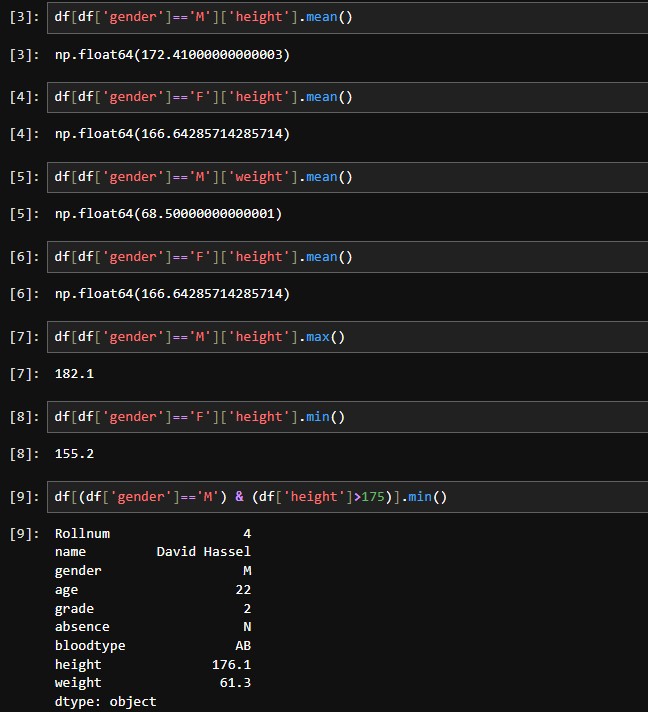 [3]: df[df['gender']=='M']['height'].mean()
[3]: np.float64(172.41000000000003)
[4]: df[df['gender']=='F']['height'].mean()
[4]: np.float64(166.64285714285714)
[5]: df[df['gender']=='M']['weight'].mean()
[5]: np.float64(68.50000000000001)
[6]: df[df['gender']=='F']['height'].mean()
[6]: np.float64(166.64285714285714)
[7]: df[df['gender']=='M']['height'].max()
[7]: 182.1
[8]: df[df['gender']=='F']['height'].min()
[8]: 155.2
[9]: df[(df['gender']=='M') & (df['height']>175)].min()
[9]: Rollnum 4
name David Hassel
gender M
age 22
grade 2
absence N
bloodtype AB
height 176.1
weight 61.3
dtype: object